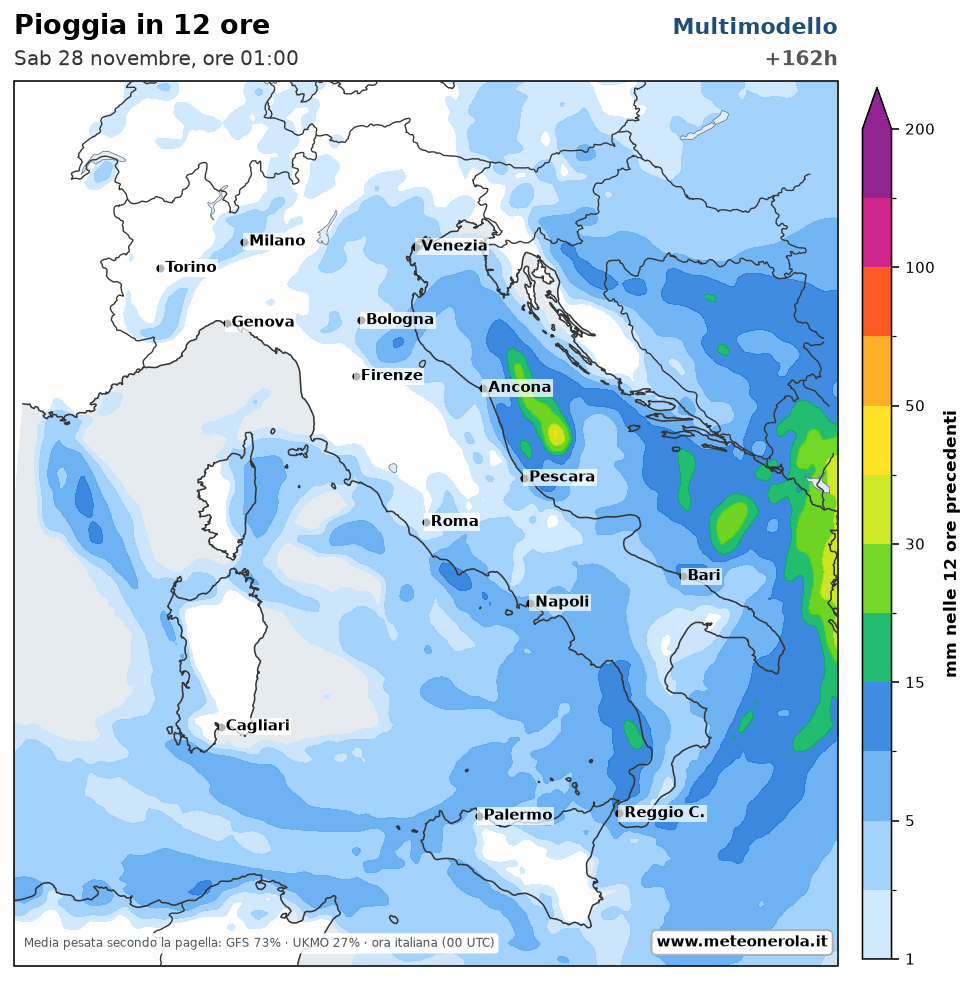 Pioggia in 12 ore
Multimodello
Sab 28 novembre, ore 01:00
+162h
Milano
Venezia
Torino
Genova
Bologna
Firenze
Ancona
Pescara
Roma
Bari
Napoli
Cagliari
Palermo
Reggio C.
200
100
50
30
15
5
1
mm nelle 12 ore precedenti
Media pesata secondo la pagella: GFS 73% · UKMO 27% · ora italiana (00 UTC)
www.meteonerola.it